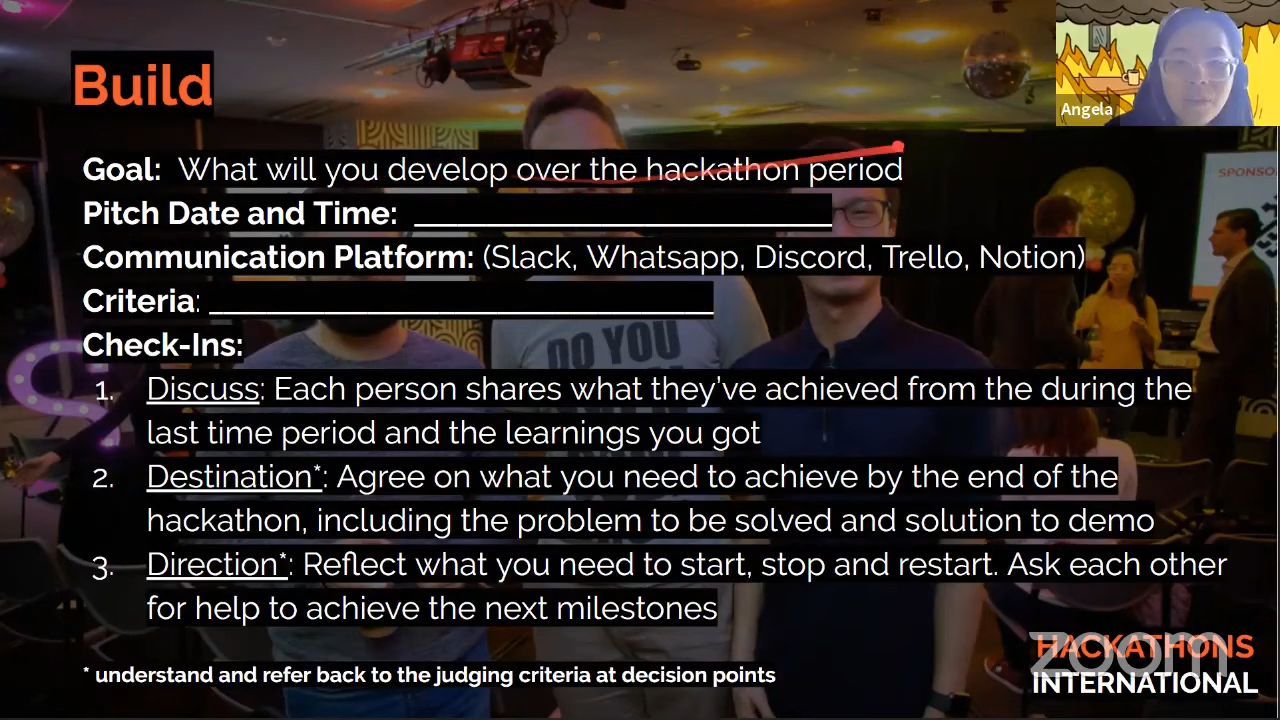 Build
Angela
Goal: What will you develop over the hackathon period
Pitch Date and Time: ___________________________
Communication Platform: (Slack, Whatsapp, Discord, Trello, Notion)
Criteria: _________________________________
Check-Ins:
1. Discuss: Each person shares what they've achieved from the during the
last time period and the learnings you got
2. Destination*: Agree on what you need to achieve by the end of the
hackathon, including the problem to be solved and solution to demo
3. Direction*: Reflect what you need to start, stop and restart. Ask each other
for help to achieve the next milestones
* understand and refer back to the judging criteria at decision points
HACKATHONS
INTERNATIONAL
zoom
DO YOU
SPONSO